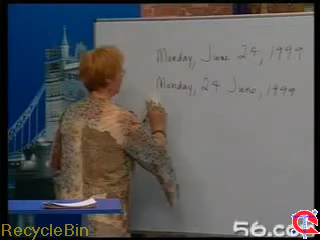 Monday, June 24, 1999
Monday, 24 June, 1999
56.co
RecycleBin